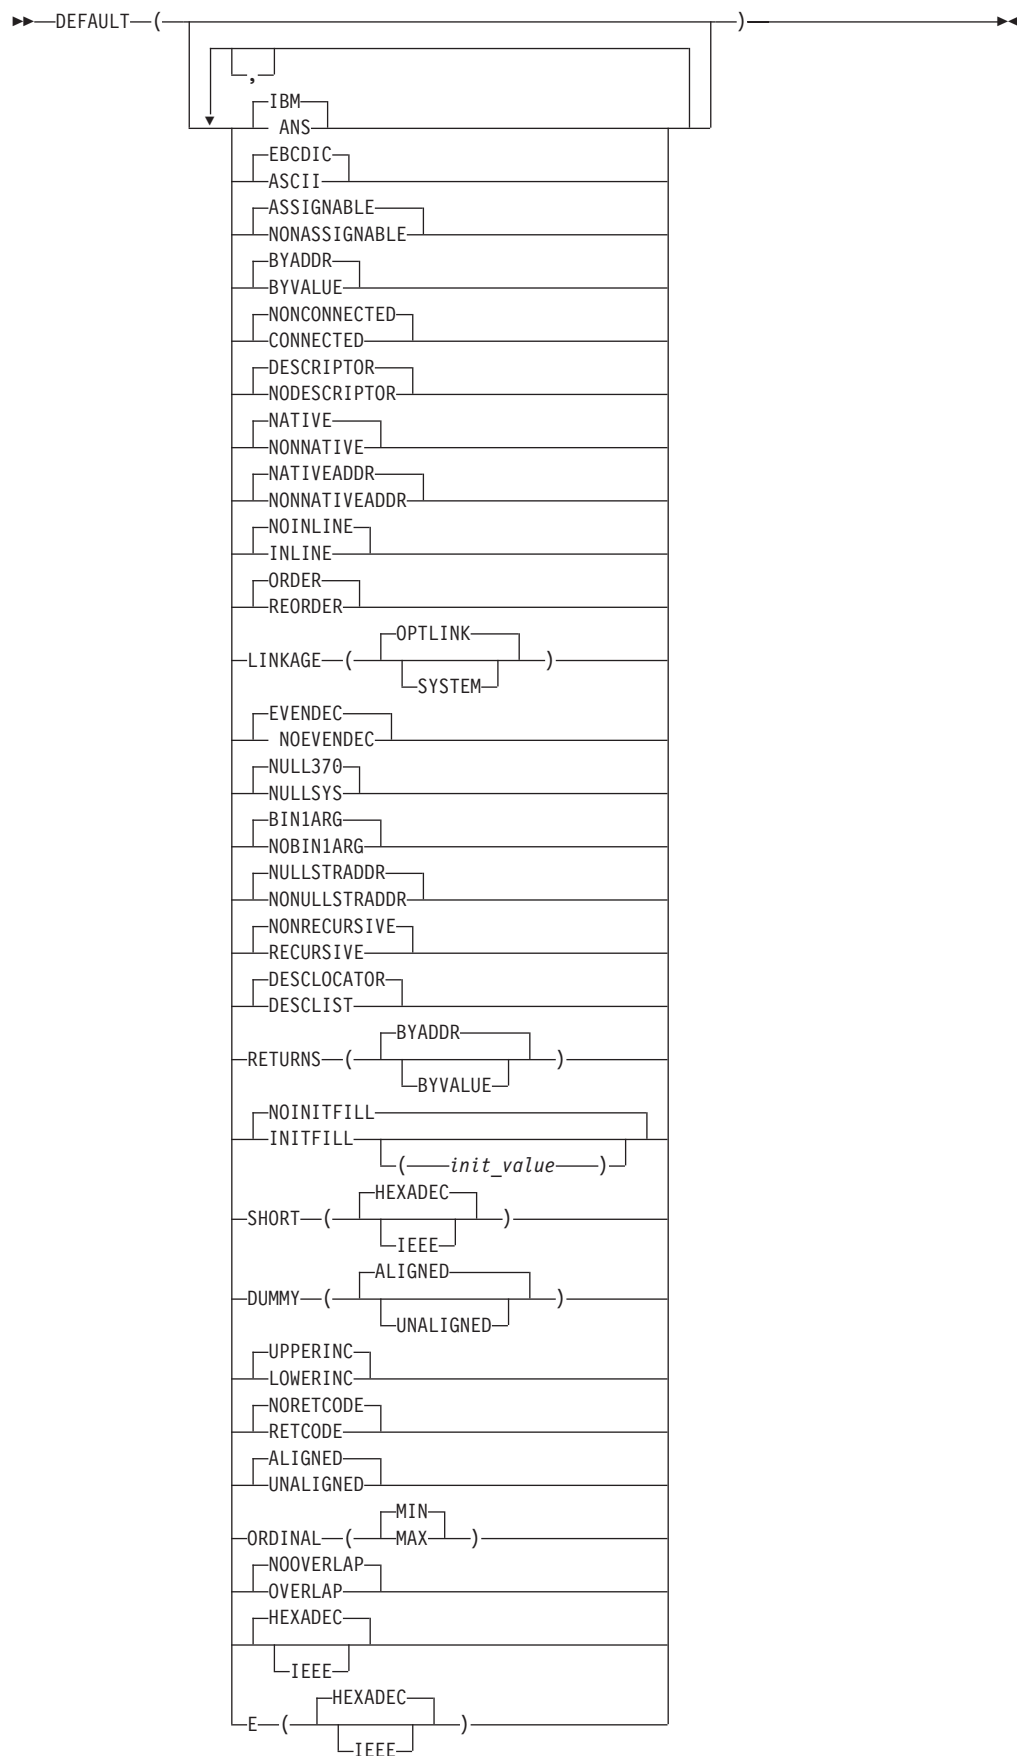 DEFAULT ( )
,
IBM
ANS
EBCDIC
ASCII
ASSIGNABLE
NONASSIGNABLE
BYADDR
BYVALUE
NONCONNECTED
CONNECTED
DESCRIPTOR
NODESCRIPTOR
NATIVE
NONNATIVE
NATIVEADDR
NONNATIVEADDR
NOINLINE
INLINE
ORDER
REORDER
OPTLINK
LINKAGE ( )
SYSTEM
EVENDEC
NOEVENDEC
NULL370
NULLSYS
BIN1ARG
NOBIN1ARG
NULLSTRADDR
NONULLSTRADDR
NONRECURSIVE
RECURSIVE
DESCLOCATOR
DESCLIST
BYADDR
RETURNS ( )
BYVALUE
NOINITFILL
INITFILL
( init_value )
HEXADEC
SHORT ( )
IEEE
ALIGNED
DUMMY ( )
UNALIGNED
UPPERINC
LOWERINC
NORETCODE
RETCODE
ALIGNED
UNALIGNED
MIN
ORDINAL ( MAX )
NOOVERLAP
OVERLAP
HEXADEC
IEEE
HEXADEC
E ( )
IEEE